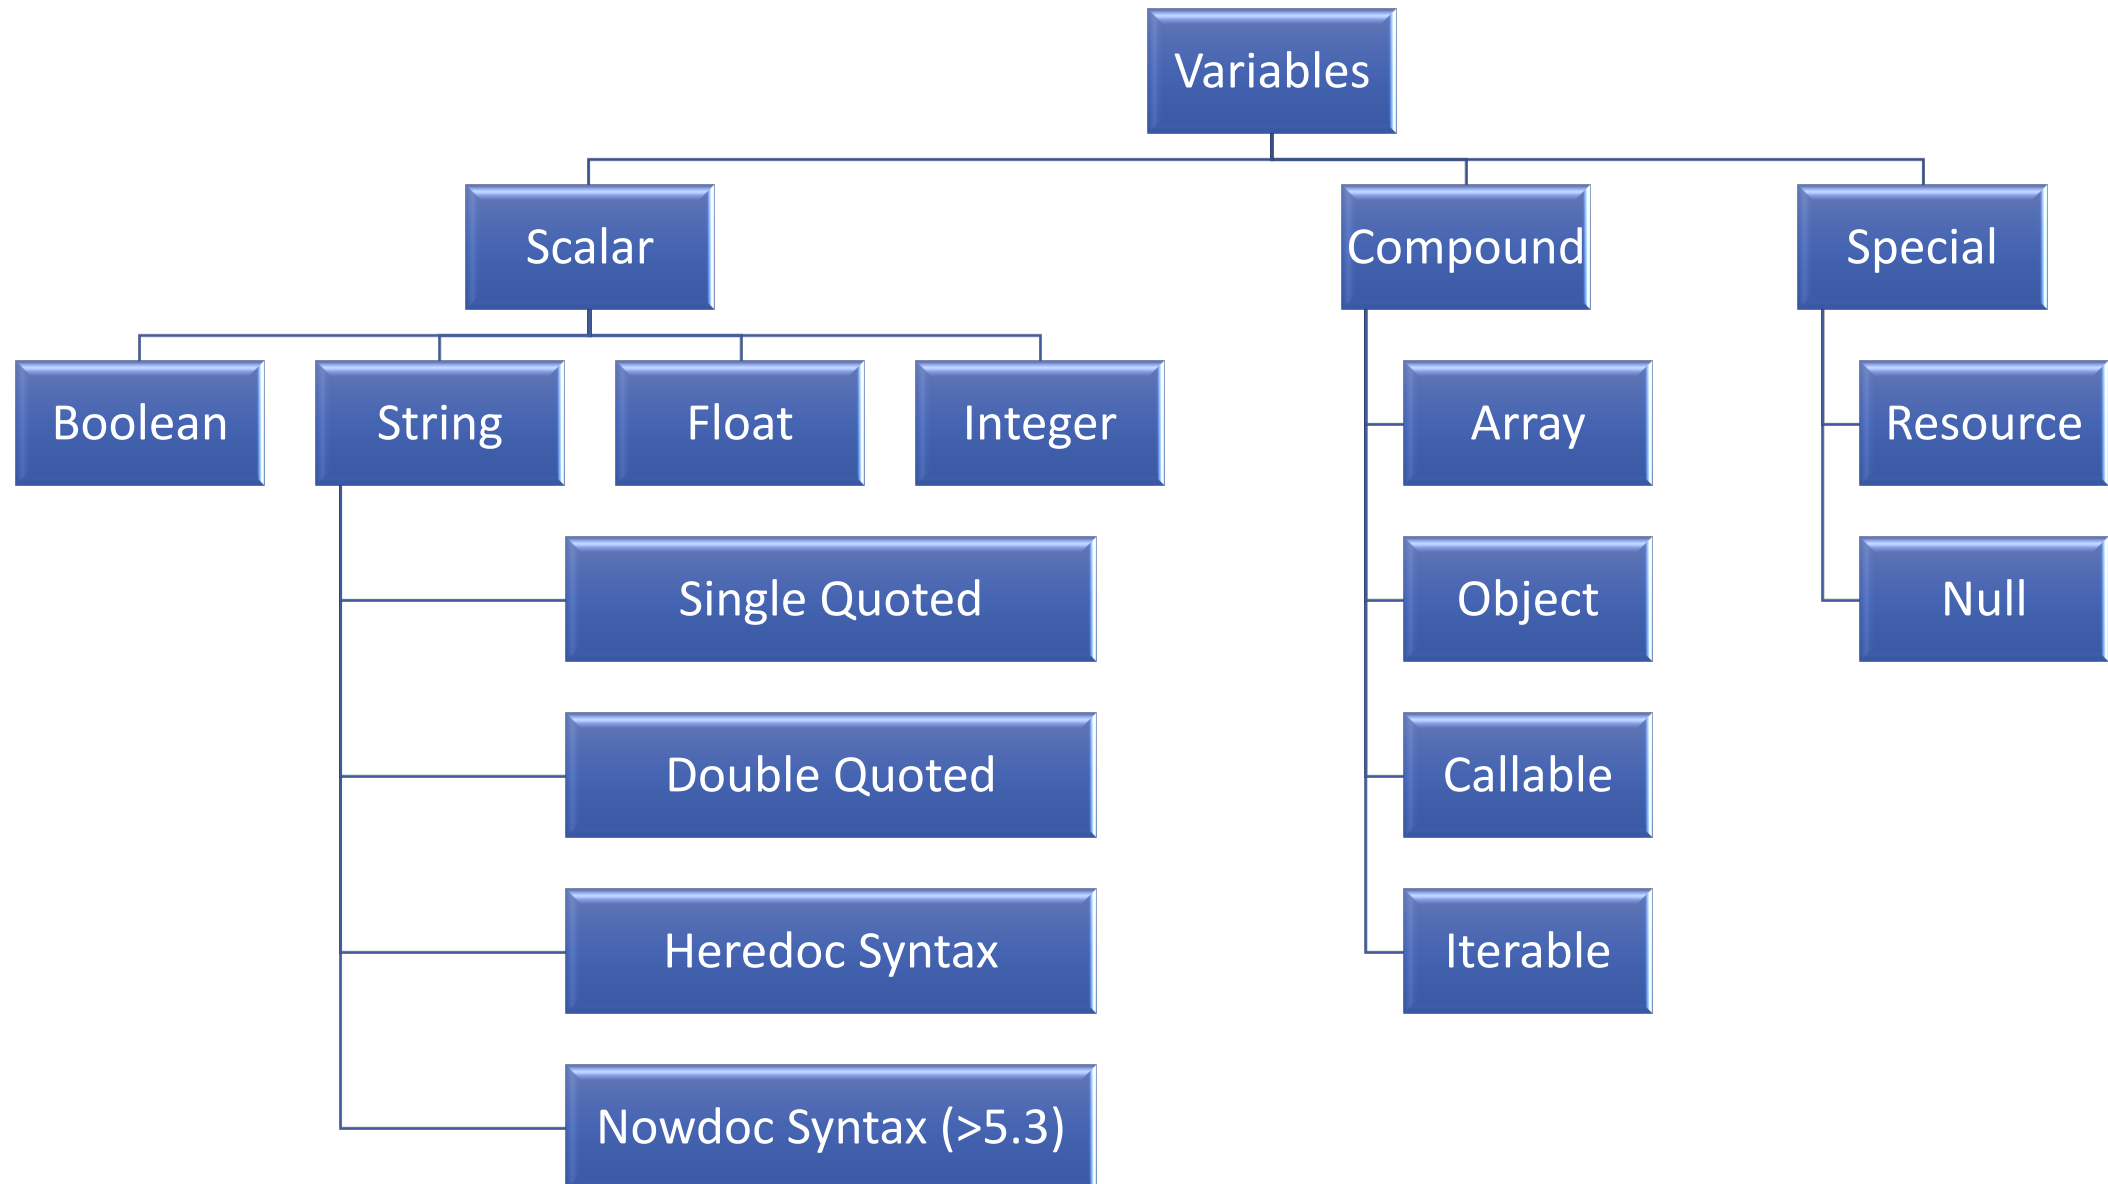 Variables
Scalar
Compound
Special
Boolean
String
Float
Integer
Array
Resource
Single Quoted
Object
Null
Double Quoted
Callable
Heredoc Syntax
Iterable
Nowdoc Syntax (>5.3)